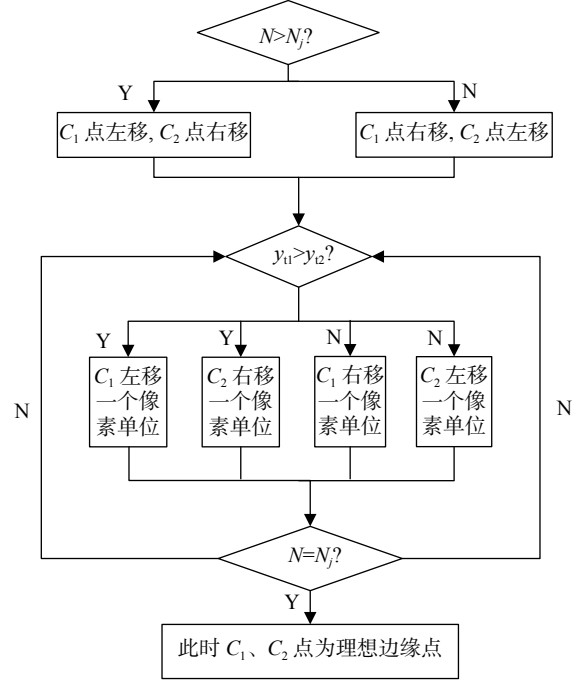 N>Nj?
Y
N
C1 点左移, C2 点右移
C1 点右移, C2 点左移
yt1>yt2?
Y
Y
N
N
C1 左移
一个像
素单位
C2 右移
一个像
素单位
C1 右移
一个像
素单位
C2 左移
一个像
素单位
N
N
N=Nj?
Y
此时 C1、C2 点为理想边缘点